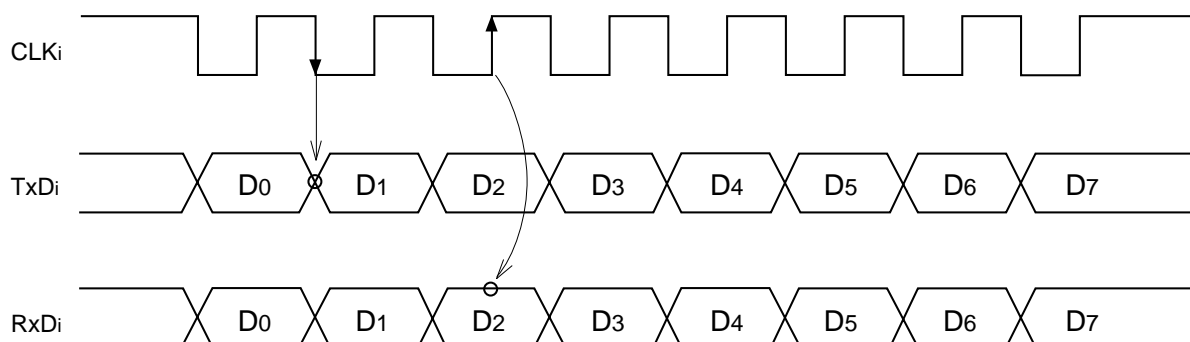 CLKi
TxDi D0 D1 D2 D3 D4 D5 D6 D7
RxDi D0 D1 D2 D3 D4 D5 D6 D7